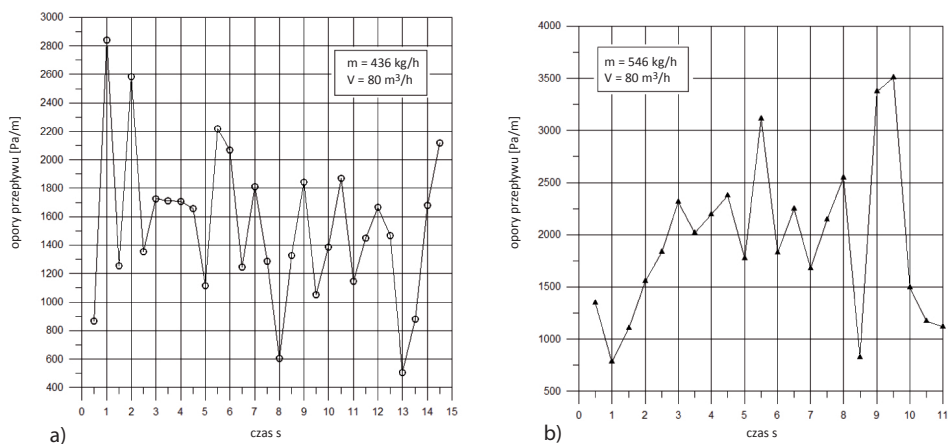 3000
2800
2600
2400
2200
2000
1800
1600
1400
1200
1000
800
600
400
opory przepływu [Pa/m]
m = 436 kg/h
V = 80 m³/h
0 1 2 3 4 5 6 7 8 9 10 11 12 13 14 15
czas s
a)
4000
3500
3000
2500
2000
1500
1000
500
opory przepływu [Pa/m]
m = 546 kg/h
V = 80 m³/h
0 1 2 3 4 5 6 7 8 9 10 11
czas s
b)